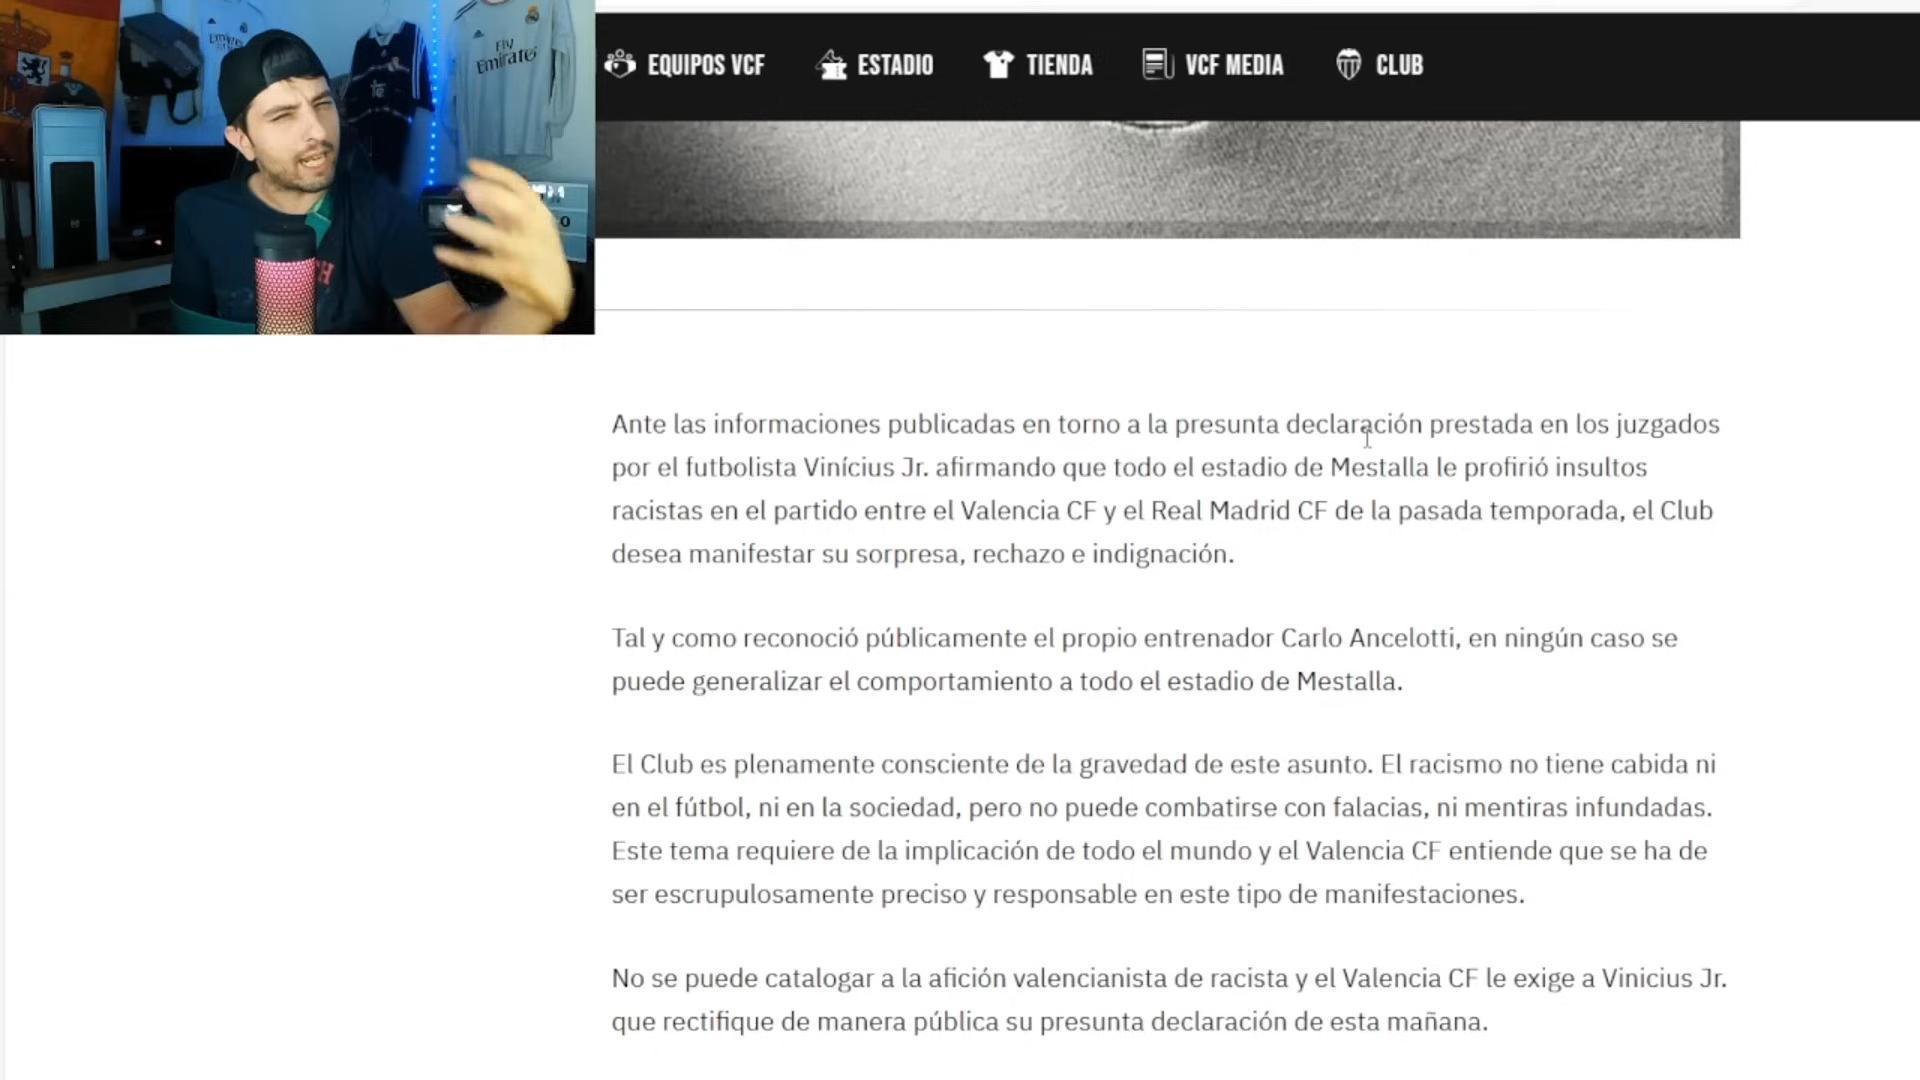 Fly
Emirates
EQUIPOS VCF
ESTADIO
TIENDA
VCF MEDIA
CLUB
Ante las informaciones publicadas en torno a la presunta declaración prestada en los juzgados
por el futbolista Vinícius Jr. afirmando que todo el estadio de Mestalla le profirió insultos
racistas en el partido entre el Valencia CF y el Real Madrid CF de la pasada temporada, el Club
desea manifestar su sorpresa, rechazo e indignación.
Tal y como reconoció públicamente el propio entrenador Carlo Ancelotti, en ningún caso se
puede generalizar el comportamiento a todo el estadio de Mestalla.
El Club es plenamente consciente de la gravedad de este asunto. El racismo no tiene cabida ni
en el fútbol, ni en la sociedad, pero no puede combatirse con falacias, ni mentiras infundadas.
Este tema requiere de la implicación de todo el mundo y el Valencia CF entiende que se ha de
ser escrupulosamente preciso y responsable en este tipo de manifestaciones.
No se puede catalogar a la afición valencianista de racista y el Valencia CF le exige a Vinicius Jr.
que rectifique de manera pública su presunta declaración de esta mañana.